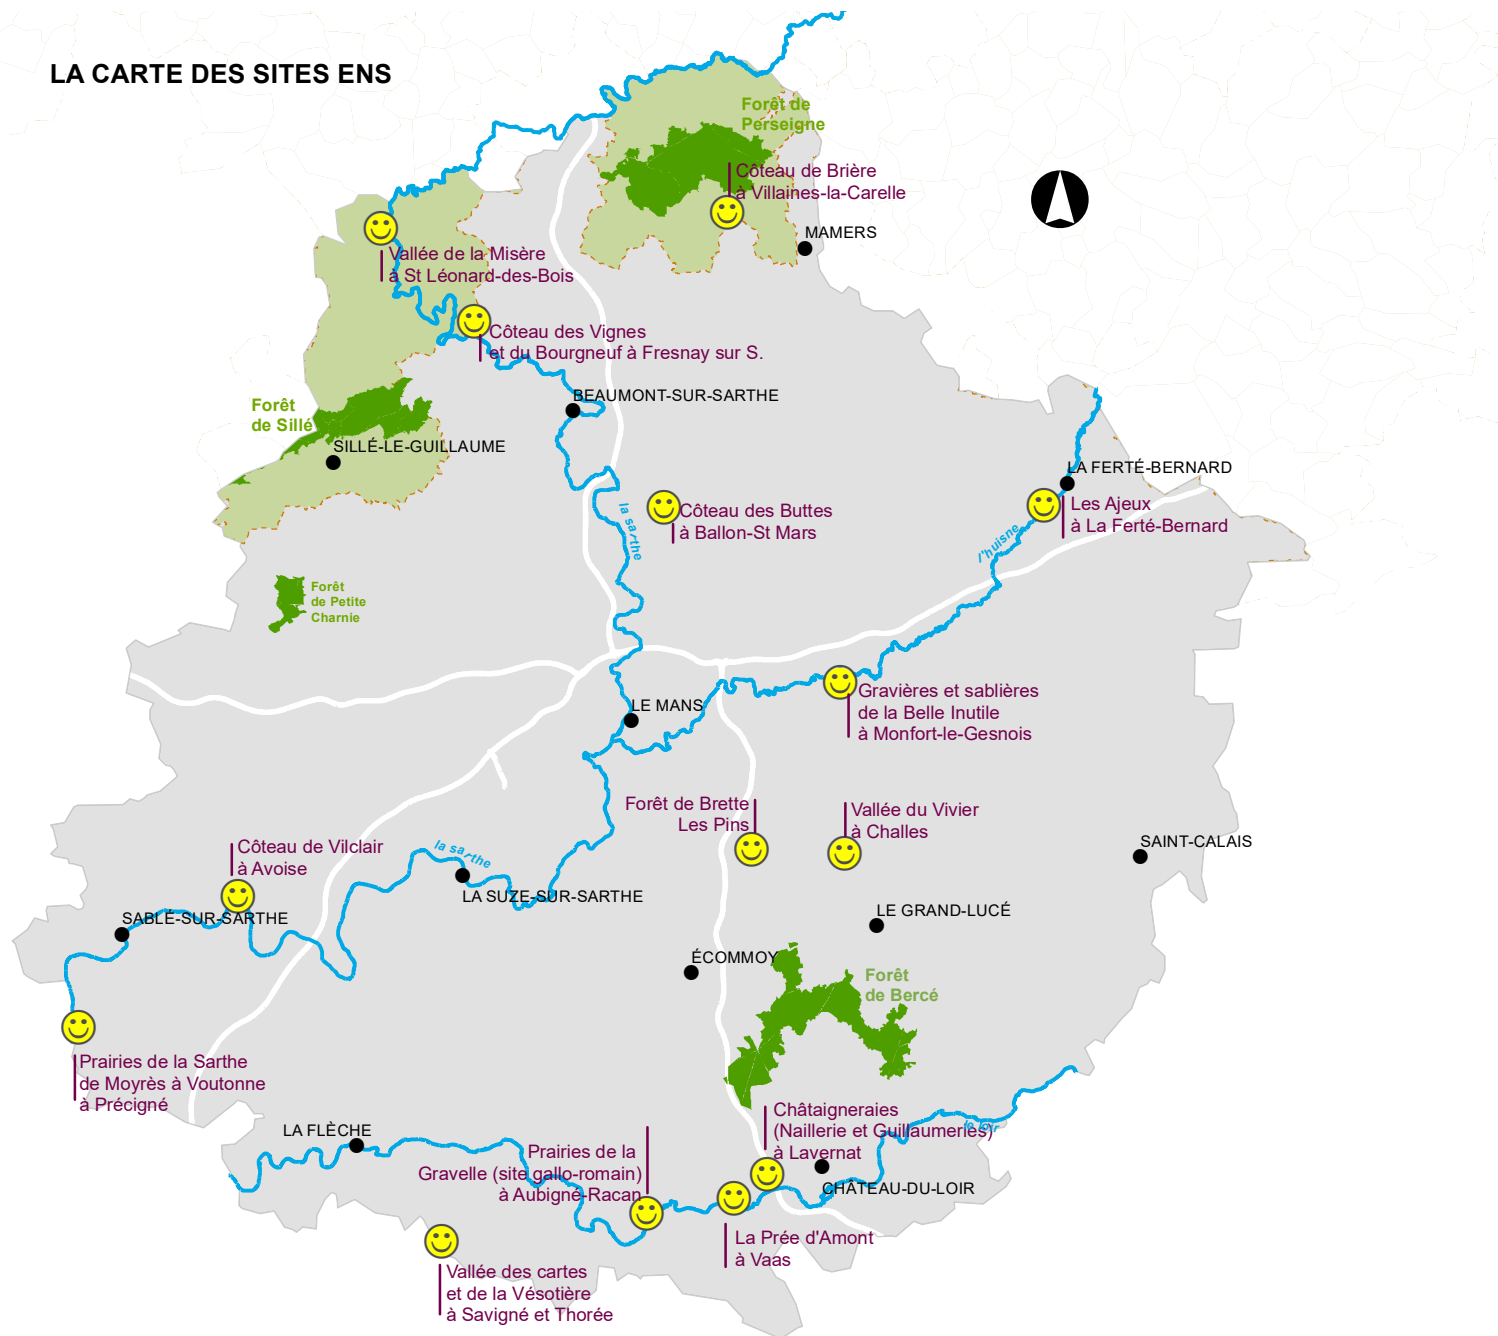 LA CARTE DES SITES ENS
Forêt de
Perseigne
Côteau de Brière
à Villaines-la-Carelle
MAMERS
Vallée de la Misère
à St Léonard-des-Bois
Côteau des Vignes
et du Bourgneuf à Fresnay sur S.
BEAUMONT-SUR-SARTHE
Forêt
de Sillé
SILLÉ-LE-GUILLAUME
LA FERTÉ-BERNARD
Les Ajeux
à La Ferté-Bernard
la sarthe
Côteau des Buttes
à Ballon-St Mars
l'huisne
Forêt
de Petite
Charnie
LE MANS
Gravières et sablières
de la Belle Inutile
à Monfort-le-Gesnois
Forêt de Brette
Les Pins
Vallée du Vivier
à Challes
SAINT-CALAIS
Côteau de Vilclair
à Avoise
la sarthe
LA SUZE-SUR-SARTHE
SABLÉ-SUR-SARTHE
LE GRAND-LUCÉ
ÉCOMMOY
Forêt
de Bercé
Prairies de la Sarthe
de Moyrès à Voutonne
à Précigné
Châtaigneraies
(Naillerie et Guillaumeries)
à Lavernat
le loir
LA FLÈCHE
Prairies de la
Gravelle (site gallo-romain)
à Aubigné-Racan
CHÂTEAU-DU-LOIR
La Prée d'Amont
à Vaas
Vallée des cartes
et de la Vésotière
à Savigné et Thorée